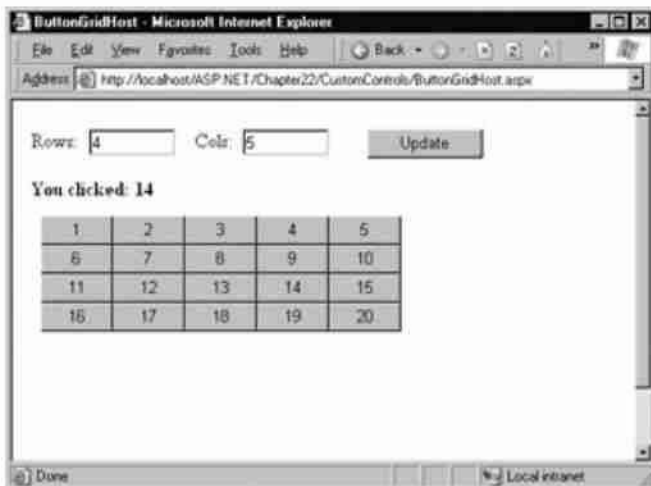 ButtonGridHost - Microsoft Internet Explorer
File Edit View Favorites Tools Help Back »
Address http://localhost/ASP.NET/Chapter22/CustomControls/ButtonGridHost.aspx
Rows: 4 Cols: 5 Update
You clicked: 14
1 2 3 4 5
6 7 8 9 10
11 12 13 14 15
16 17 18 19 20
Done Local intranet